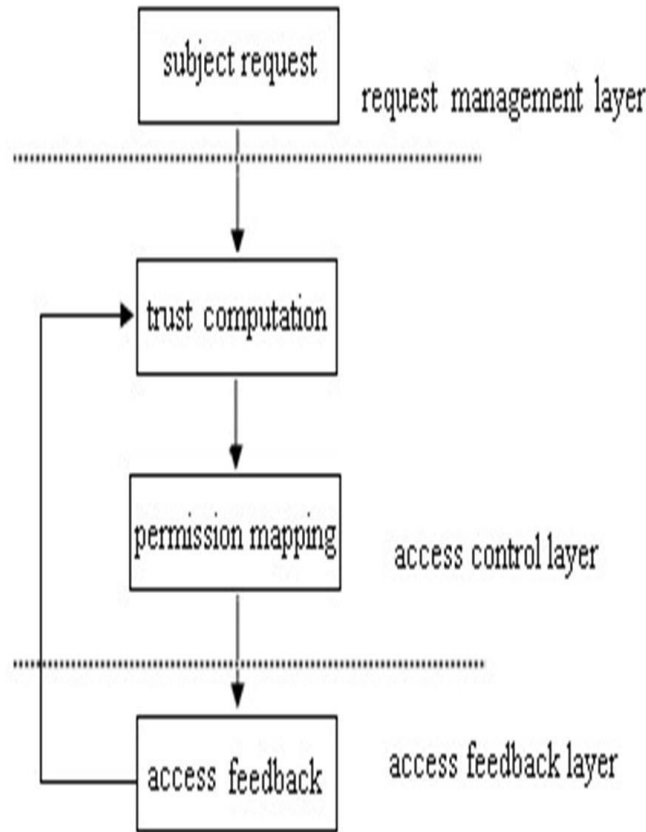 subject request
request management layer
trust computation
permission mapping
access control layer
access feedback
access feedback layer